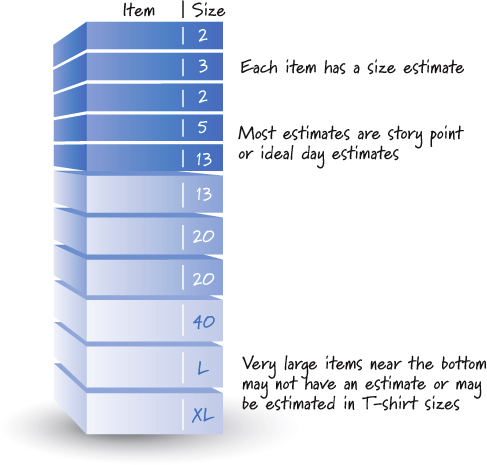 Item | Size
2
3
Each item has a size estimate
2
5
Most estimates are story point
or ideal day estimates
13
13
20
20
40
L
Very large items near the bottom
may not have an estimate or may
be estimated in T-shirt sizes
XL